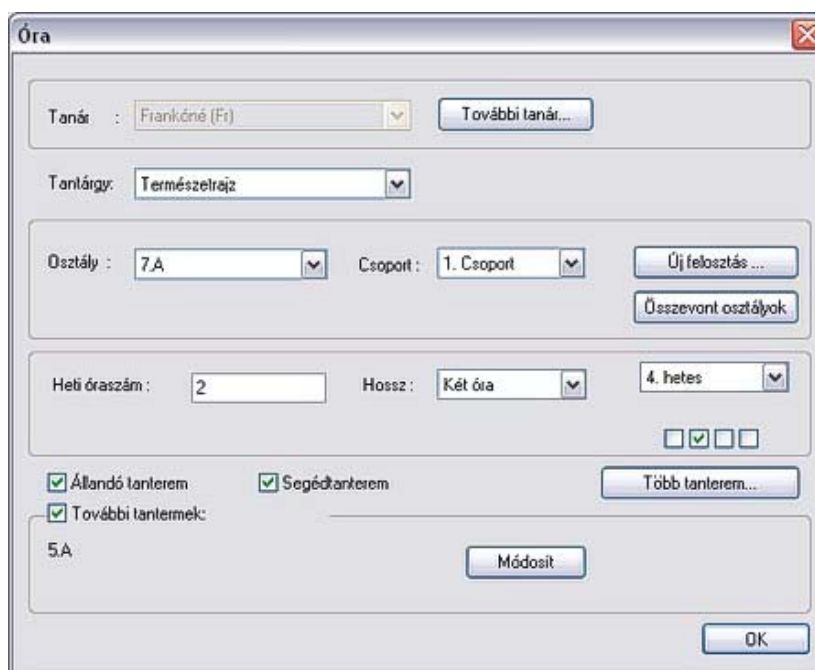 Óra
Tanár : Frankóné (Fr) További tanár...
Tantárgy: Természetrajz
Osztály : 7.A Csoport : 1. Csoport Új felosztás ...
Összevont osztályok
Heti óraszám : 2 Hossz : Két óra 4. hetes
Állandó tanterem Segédtanterem Több tanterem...
További tantermek:
5.A Módosít
OK